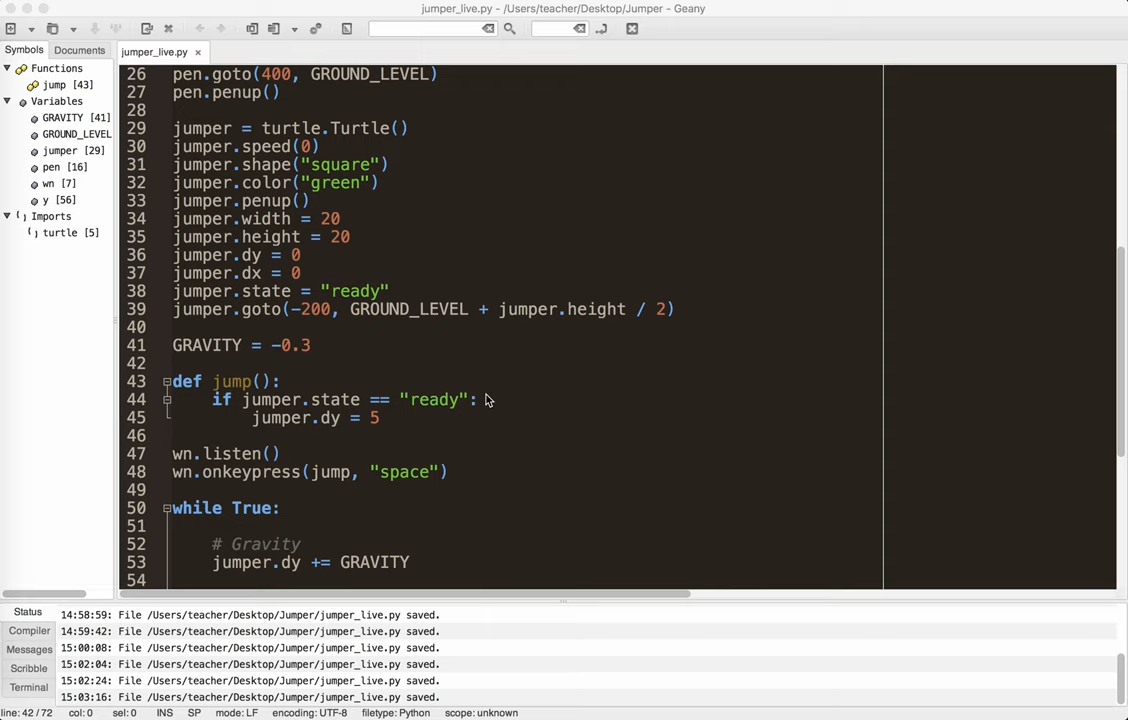 jumper_live.py - /Users/teacher/Desktop/Jumper - Geany
Symbols Documents
jumper_live.py ×
Functions
jump [43]
Variables
GRAVITY [41]
GROUND_LEVEL
jumper [29]
pen [16]
wn [7]
y [56]
Imports
turtle [5]
26 pen.goto(400, GROUND_LEVEL)
27 pen.penup()
28
29 jumper = turtle.Turtle()
30 jumper.speed(0)
31 jumper.shape("square")
32 jumper.color("green")
33 jumper.penup()
34 jumper.width = 20
35 jumper.height = 20
36 jumper.dy = 0
37 jumper.dx = 0
38 jumper.state = "ready"
39 jumper.goto(-200, GROUND_LEVEL + jumper.height / 2)
40
41 GRAVITY = -0.3
42
43 def jump():
44     if jumper.state == "ready":
45         jumper.dy = 5
46
47 wn.listen()
48 wn.onkeypress(jump, "space")
49
50 while True:
51
52     # Gravity
53     jumper.dy += GRAVITY
54
Status
Compiler
Messages
Scribble
Terminal
14:58:59: File /Users/teacher/Desktop/Jumper/jumper_live.py saved.
14:59:42: File /Users/teacher/Desktop/Jumper/jumper_live.py saved.
15:00:08: File /Users/teacher/Desktop/Jumper/jumper_live.py saved.
15:02:04: File /Users/teacher/Desktop/Jumper/jumper_live.py saved.
15:02:24: File /Users/teacher/Desktop/Jumper/jumper_live.py saved.
15:03:16: File /Users/teacher/Desktop/Jumper/jumper_live.py saved.
line: 42 / 72 col: 0 sel: 0 INS SP mode: LF encoding: UTF-8 filetype: Python scope: unknown